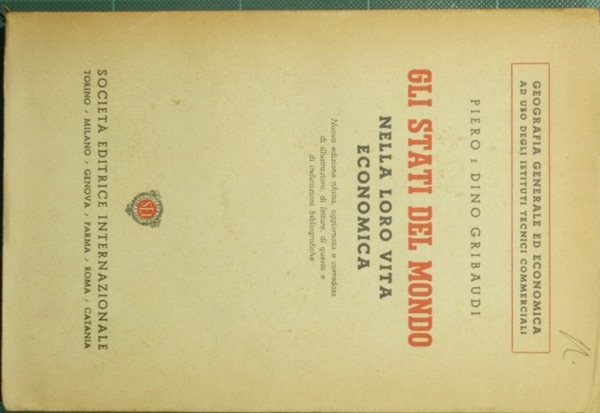 GEOGRAFIA GENERALE ED ECONOMICA
AD USO DEGLI ISTITUTI TECNICI COMMERCIALI
PIERO E DINO GRIBAUDI
GLI STATI DEL MONDO
NELLA LORO VITA
ECONOMICA
Nuova edizione rifusa, aggiornata e corredata
di illustrazioni, di letture, di quesiti e
di indicazioni bibliografiche
SEI
SOCIETÀ EDITRICE INTERNAZIONALE
TORINO / MILANO / GENOVA / PARMA / ROMA / CATANIA